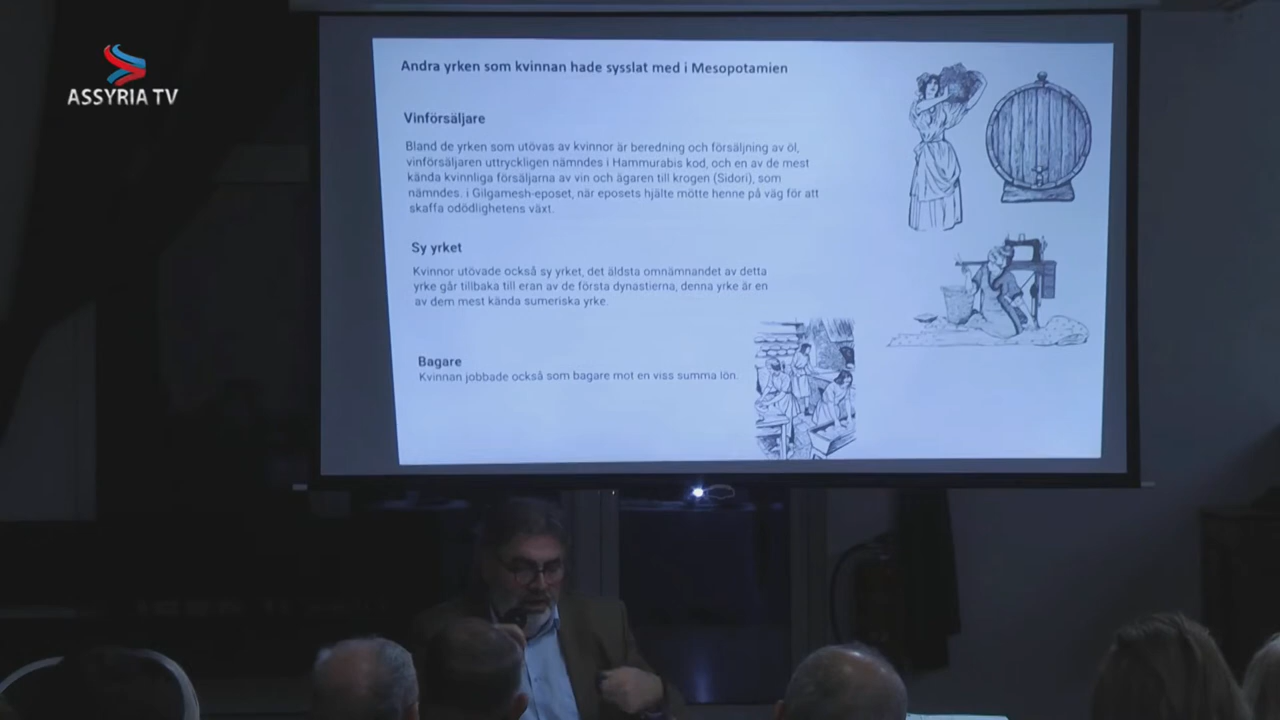 ASSYRIA TV
Andra yrken som kvinnan hade sysslat med i Mesopotamien
Vinförsäljare
Bland de yrken som utövas av kvinnor är beredning och försäljning av öl,
vinförsäljaren uttryckligen nämndes i Hammurabis kod, och en av de mest
kända kvinnliga försäljarna av vin och ägaren till krogen (Sidori), som
nämndes. i Gilgamesh-eposet, när eposets hjälte mötte henne på väg för att
skaffa odödlighetens växt.
Sy yrket
Kvinnor utövade också sy yrket, det äldsta omnämnandet av detta
yrke går tillbaka till eran av de första dynastierna, denna yrke är en
av dem mest kända sumeriska yrke.
Bagare
Kvinnan jobbade också som bagare mot en viss summa lön.